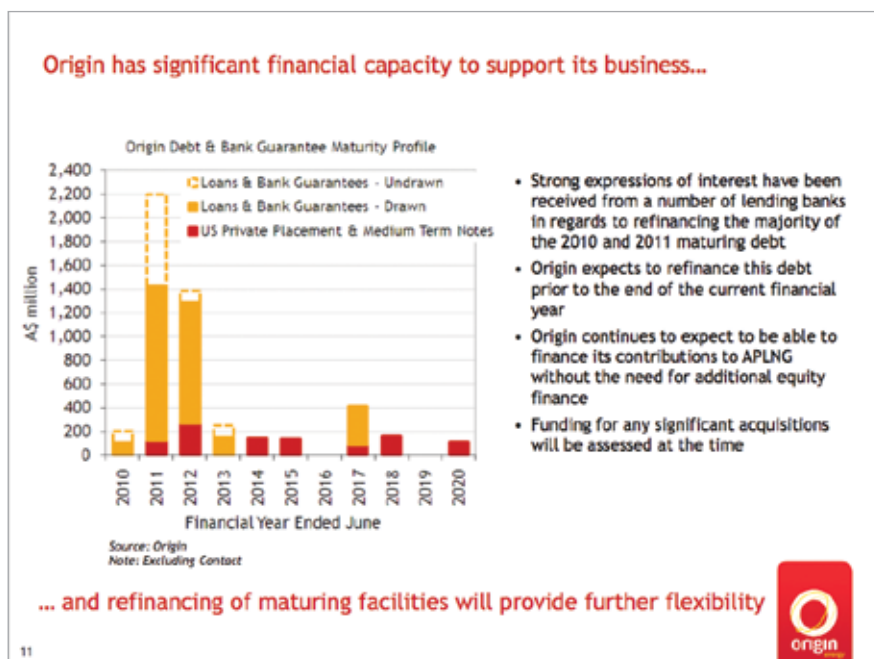 Origin has significant financial capacity to support its business...
Origin Debt & Bank Guarantee Maturity Profile
2,400
2,200
2,000
1,800
1,600
1,400
1,200
1,000
800
600
400
200
0
A$ million
Loans & Bank Guarantees - Undrawn
Loans & Bank Guarantees - Drawn
US Private Placement & Medium Term Notes
2010
2011
2012
2013
2014
2015
2016
2017
2018
2019
2020
Financial Year Ended June
Source: Origin
Note: Excluding Contact
• Strong expressions of interest have been
received from a number of lending banks
in regards to refinancing the majority of
the 2010 and 2011 maturing debt
• Origin expects to refinance this debt
prior to the end of the current financial
year
• Origin continues to expect to be able to
finance its contributions to APLNG
without the need for additional equity
finance
• Funding for any significant acquisitions
will be assessed at the time
... and refinancing of maturing facilities will provide further flexibility
origin
energy
11